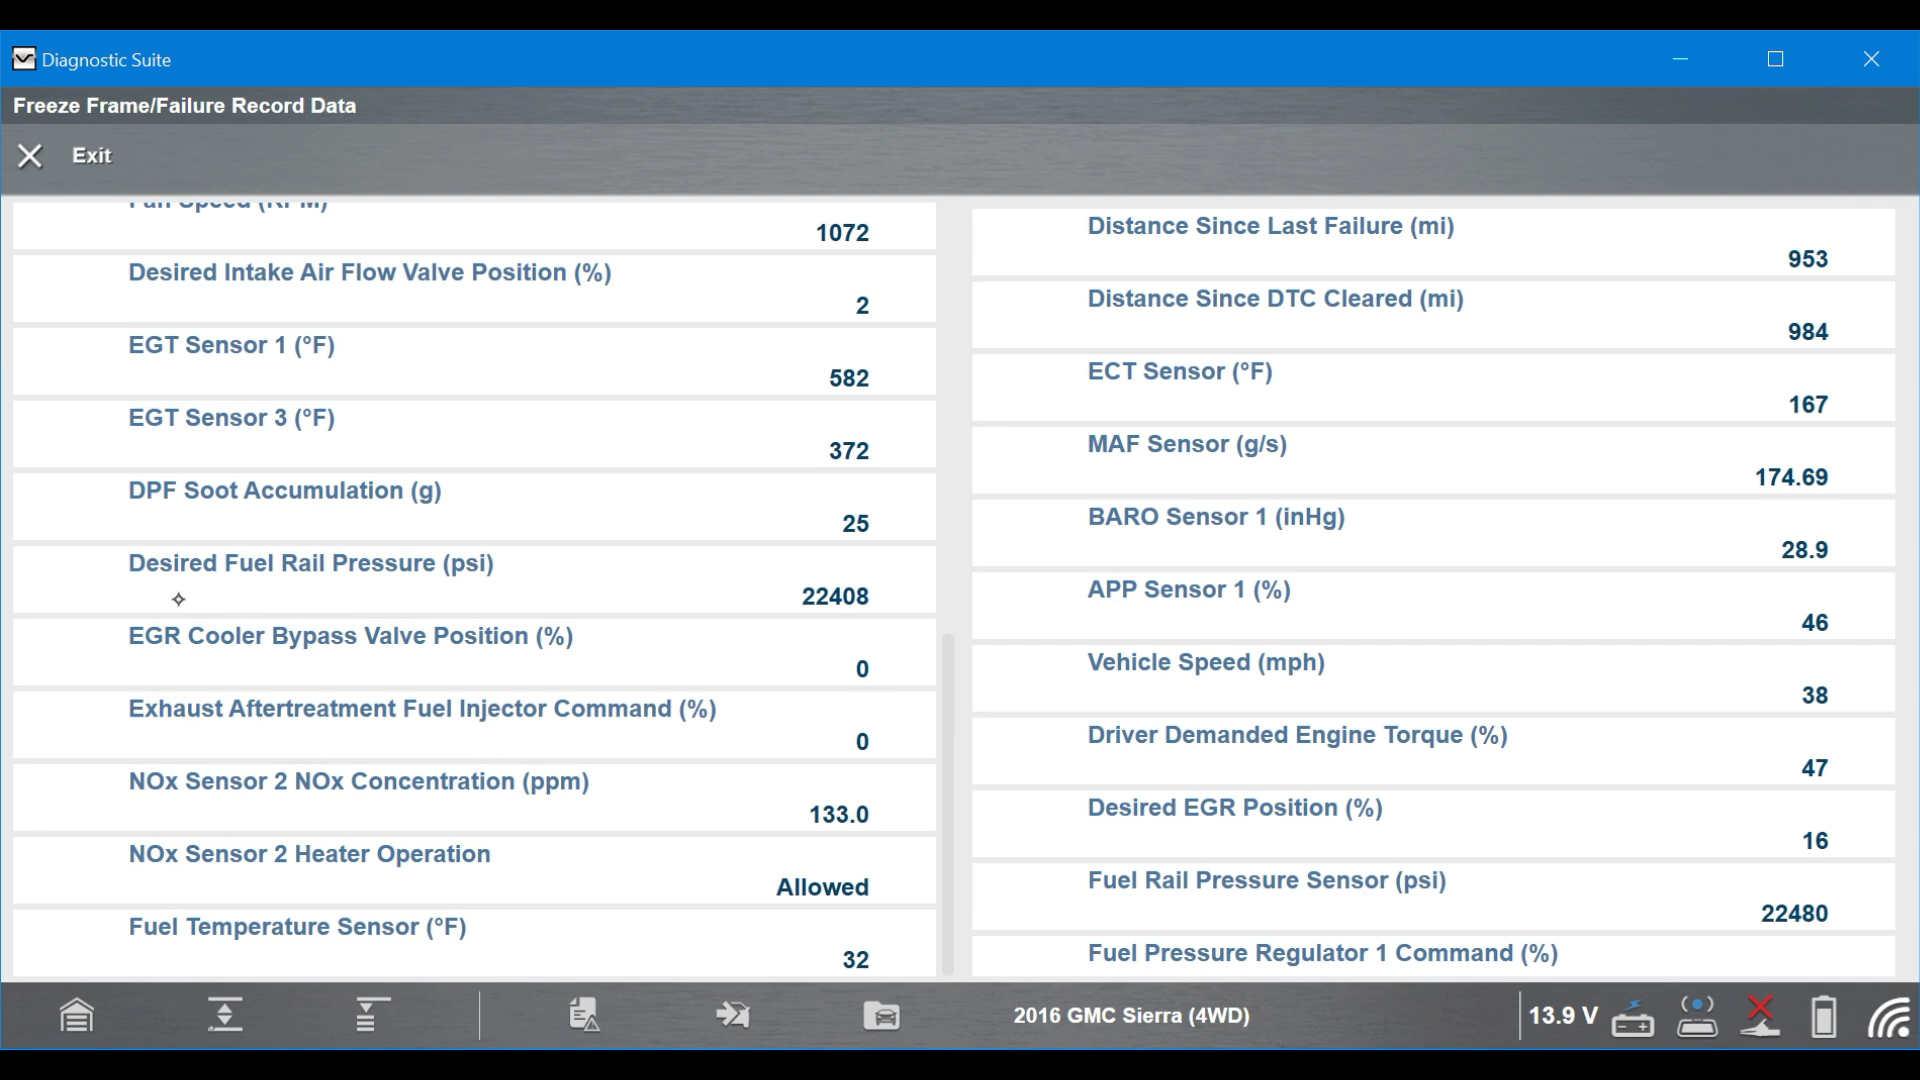 Diagnostic Suite
Freeze Frame/Failure Record Data
Exit
Fan Speed (RPM)
1072
Desired Intake Air Flow Valve Position (%)
2
EGT Sensor 1 (°F)
582
EGT Sensor 3 (°F)
372
DPF Soot Accumulation (g)
25
Desired Fuel Rail Pressure (psi)
22408
EGR Cooler Bypass Valve Position (%)
0
Exhaust Aftertreatment Fuel Injector Command (%)
0
NOx Sensor 2 NOx Concentration (ppm)
133.0
NOx Sensor 2 Heater Operation
Allowed
Fuel Temperature Sensor (°F)
32
Distance Since Last Failure (mi)
953
Distance Since DTC Cleared (mi)
984
ECT Sensor (°F)
167
MAF Sensor (g/s)
174.69
BARO Sensor 1 (inHg)
28.9
APP Sensor 1 (%)
46
Vehicle Speed (mph)
38
Driver Demanded Engine Torque (%)
47
Desired EGR Position (%)
16
Fuel Rail Pressure Sensor (psi)
22480
Fuel Pressure Regulator 1 Command (%)
2016 GMC Sierra (4WD)
13.9 V